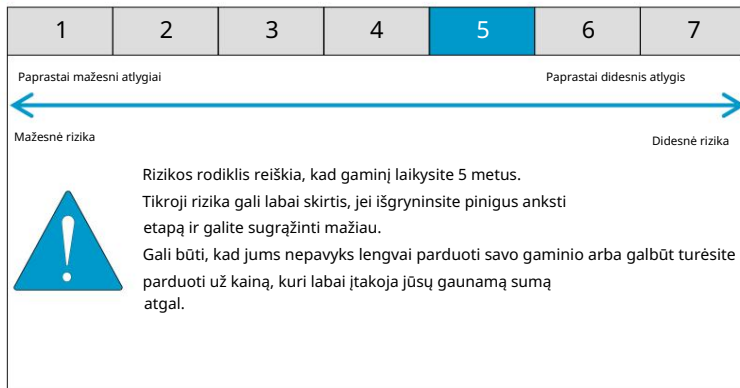 1 2 3 4 5 6 7
Paprastai mažesni atlygiai Paprastai didesnis atlygis
Mažesnė rizika Didesnė rizika
Rizikos rodiklis reiškia, kad gaminį laikysite 5 metus.
Tikroji rizika gali labai skirtis, jei išgryninsite pinigus anksti
etapą ir galite sugrąžinti mažiau.
Gali būti, kad jums nepavyks lengvai parduoti savo gaminio arba galbūt turėsite
parduoti už kainą, kuri labai įtakoja jūsų gaunamą sumą
atgal.